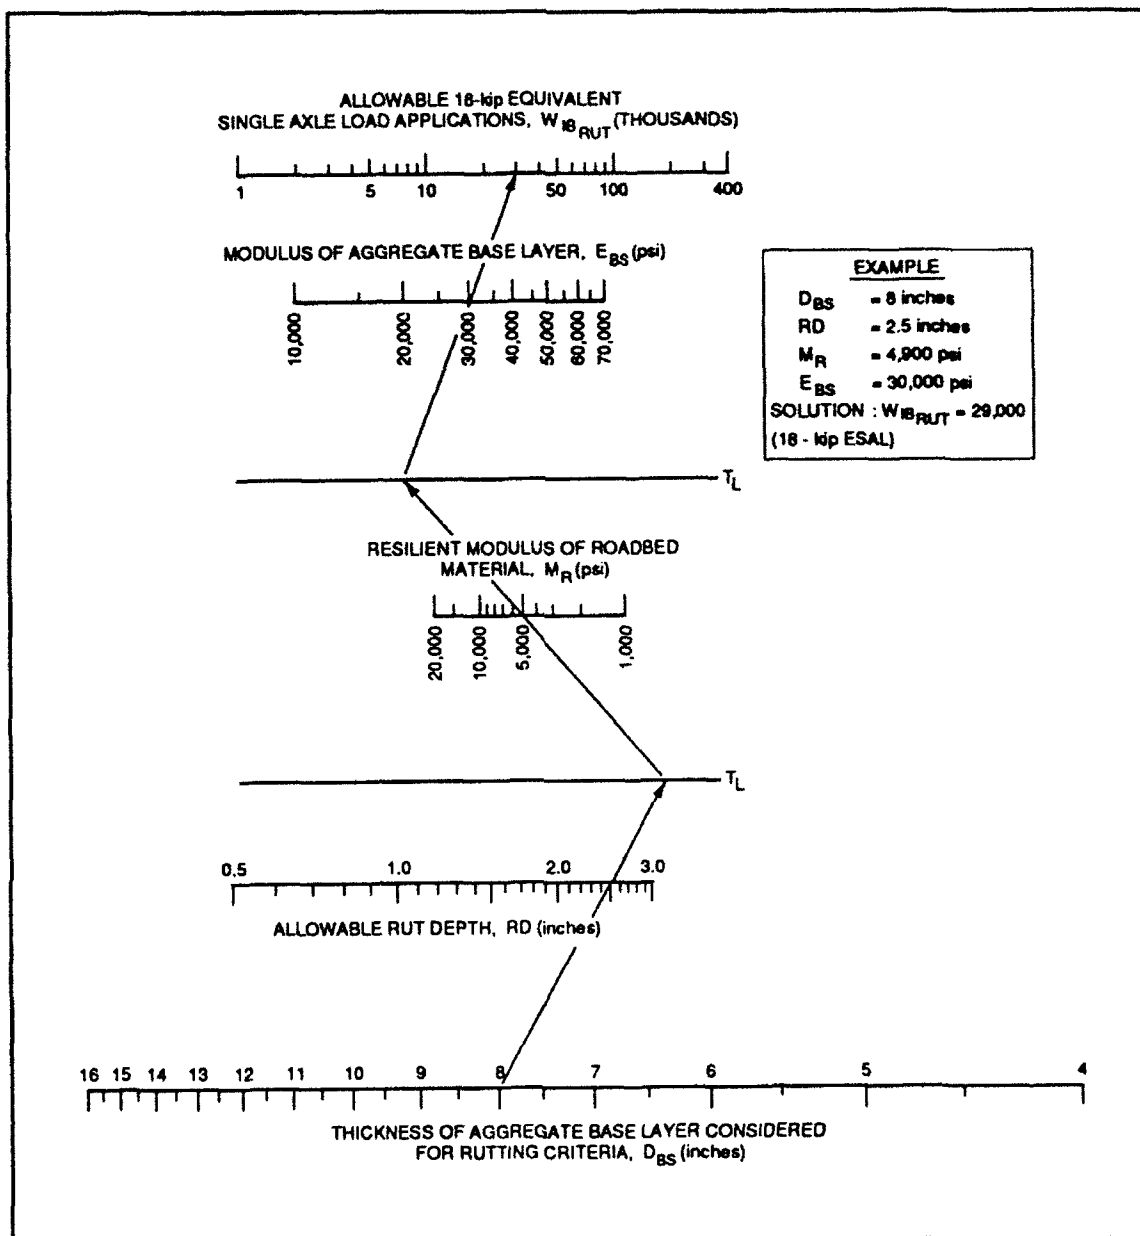 ALLOWABLE 18-kip EQUIVALENT
SINGLE AXLE LOAD APPLICATIONS, W18RUT (THOUSANDS)
1 5 10 50 100 400
MODULUS OF AGGREGATE BASE LAYER, EBS (psi)
10,000 20,000 30,000 40,000 50,000 60,000 70,000
EXAMPLE
DBS = 8 inches
RD = 2.5 inches
MR = 4,900 psi
EBS = 30,000 psi
SOLUTION : W18RUT = 29,000
(18 - kip ESAL)
TL
RESILIENT MODULUS OF ROADBED
MATERIAL, MR (psi)
20,000 10,000 5,000 1,000
TL
0.5 1.0 2.0 3.0
ALLOWABLE RUT DEPTH, RD (inches)
16 15 14 13 12 11 10 9 8 7 6 5 4
THICKNESS OF AGGREGATE BASE LAYER CONSIDERED
FOR RUTTING CRITERIA, DBS (inches)